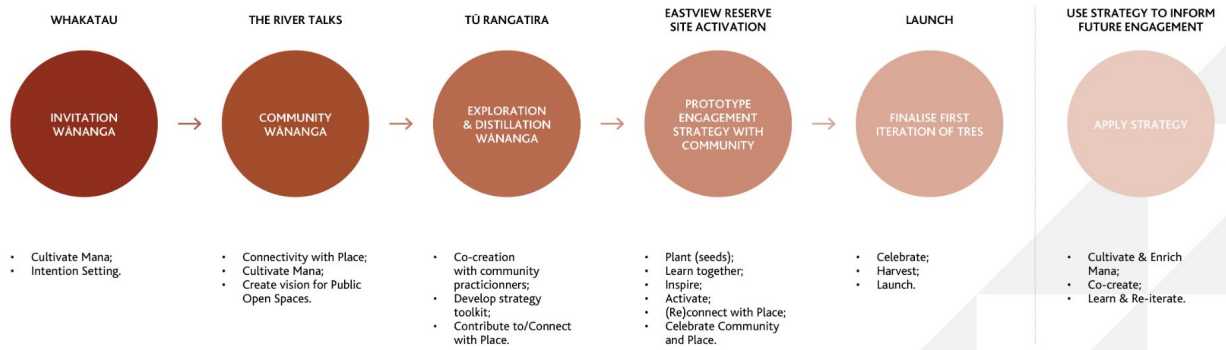 WHAKATAU
INVITATION
WĀNANGA
• Cultivate Mana;
• Intention Setting.
THE RIVER TALKS
COMMUNITY
WĀNANGA
• Connectivity with Place;
• Cultivate Mana;
• Create vision for Public
Open Spaces.
TŪ RANGATIRA
EXPLORATION
& DISTILLATION
WĀNANGA
• Co-creation
with community
practicionners;
• Develop strategy
toolkit;
• Contribute to/Connect
with Place.
EASTVIEW RESERVE
SITE ACTIVATION
PROTOTYPE
ENGAGEMENT
STRATEGY WITH
COMMUNITY
• Plant (seeds);
• Learn together;
• Inspire;
• Activate;
• (Re)connect with Place;
• Celebrate Community
and Place.
LAUNCH
FINALISE FIRST
ITERATION OF TRES
• Celebrate;
• Harvest;
• Launch.
USE STRATEGY TO INFORM
FUTURE ENGAGEMENT
APPLY STRATEGY
• Cultivate & Enrich
Mana;
• Co-create;
• Learn & Re-iterate.